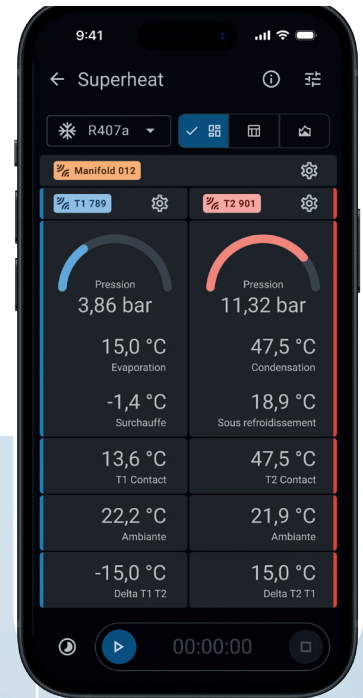 9:41
Superheat
R407a
Manifold 012
T1 789
T2 901
Pression
3,86 bar
Pression
11,32 bar
15,0 °C
Evaporation
47,5 °C
Condensation
-1,4 °C
Surchauffe
18,9 °C
Sous refroidissement
13,6 °C
T1 Contact
47,5 °C
T2 Contact
22,2 °C
Ambiante
21,9 °C
Ambiante
-15,0 °C
Delta T1 T2
15,0 °C
Delta T2 T1
00:00:00